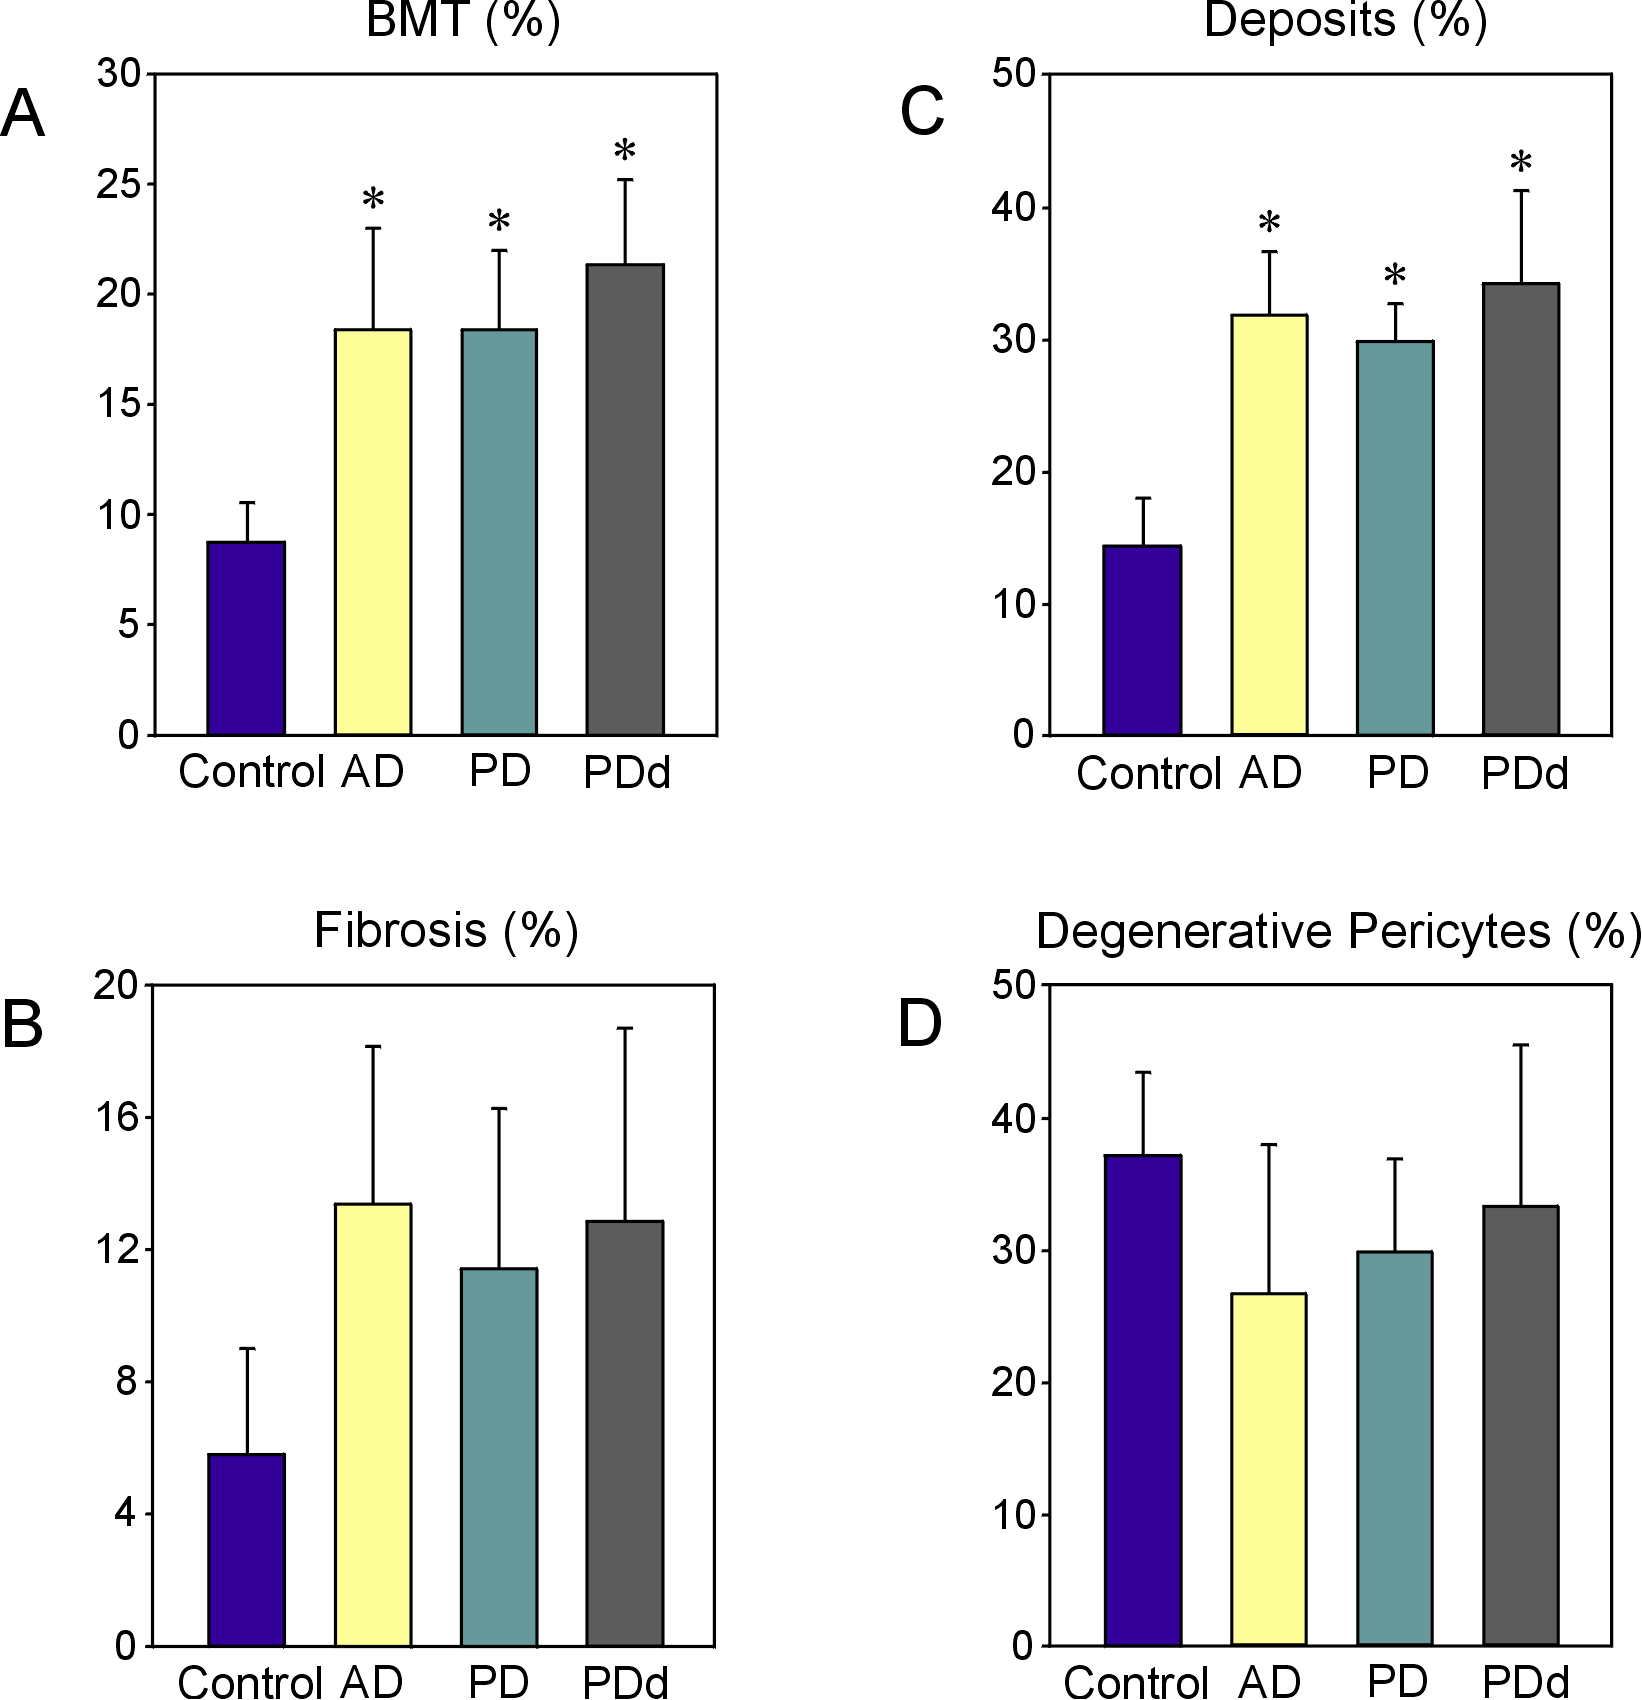 BMT (%)
A
30
25
20
15
10
5
0
* * *
Control AD PD PDd
Deposits (%)
C
50
40
30
20
10
0
* * *
Control AD PD PDd
Fibrosis (%)
B
20
16
12
8
4
0
Control AD PD PDd
Degenerative Pericytes (%)
D
50
40
30
20
10
0
Control AD PD PDd